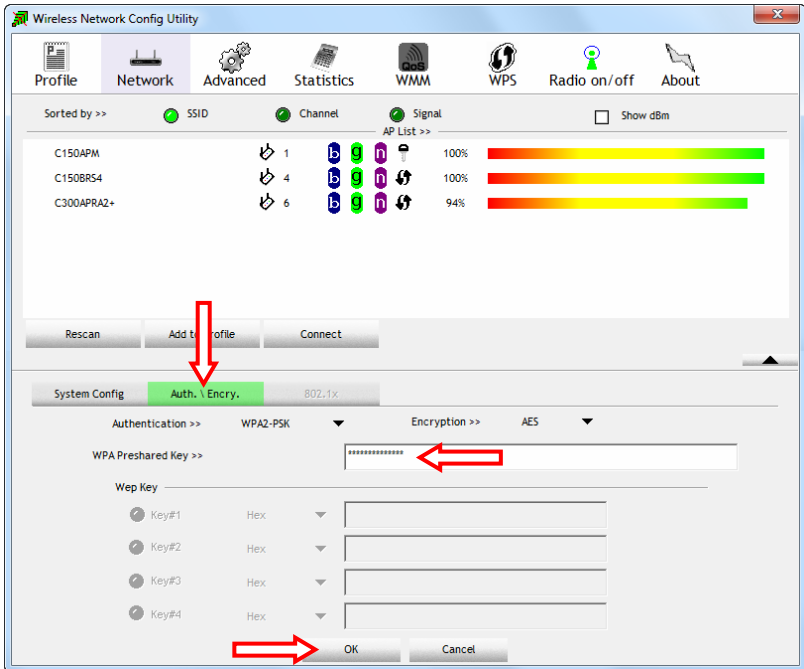 Wireless Network Config Utility
x
Profile Network Advanced Statistics QoS WMM WPS Radio on/off About
Sorted by >> SSID Channel Signal Show dBm
AP List >>
C150APM 1 b g n 100%
C150BRS4 4 b g n 100%
C300APRA2+ 6 b g n 94%
Rescan Add to Profile Connect
System Config Auth. \ Encry. 802.1x
Authentication >> WPA2-PSK Encryption >> AES
WPA Preshared Key >> **************
Wep Key
Key#1 Hex
Key#2 Hex
Key#3 Hex
Key#4 Hex
OK Cancel